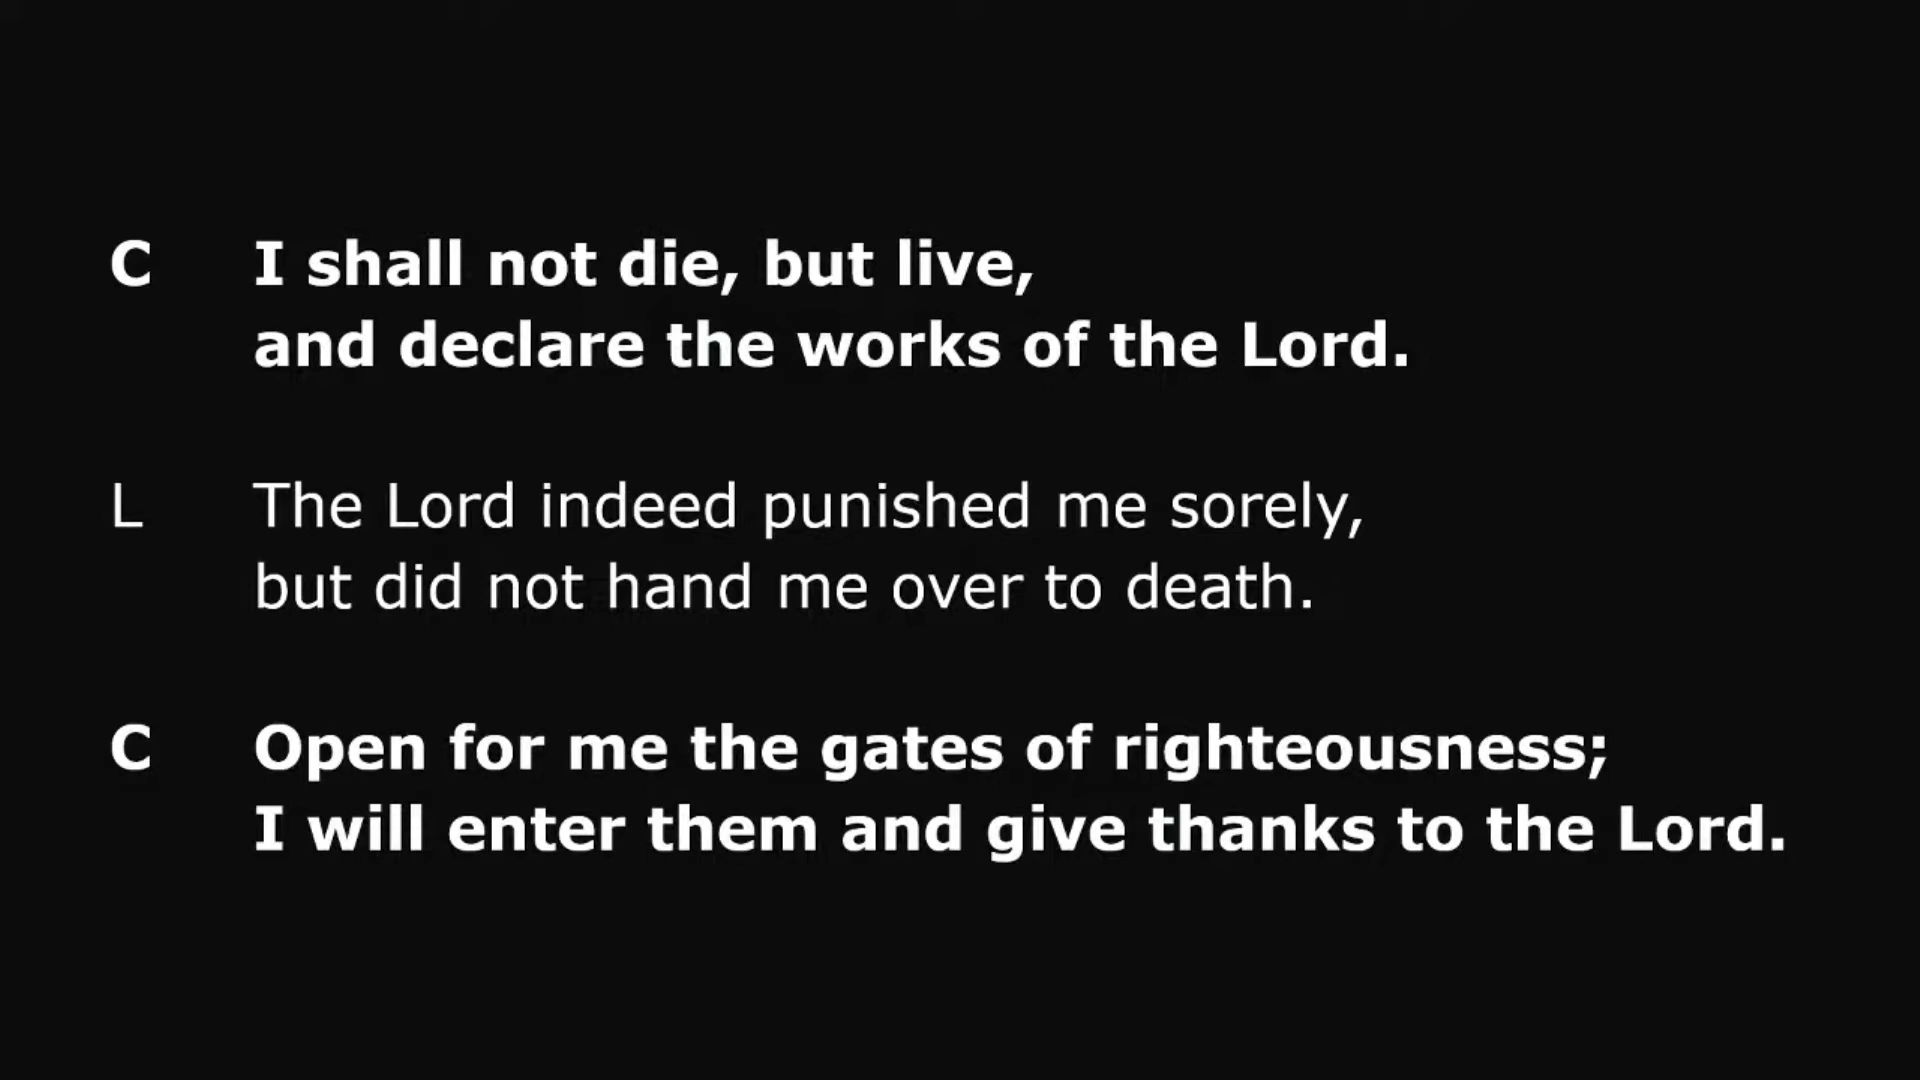 C I shall not die, but live,
and declare the works of the Lord.
L The Lord indeed punished me sorely,
but did not hand me over to death.
C Open for me the gates of righteousness;
I will enter them and give thanks to the Lord.